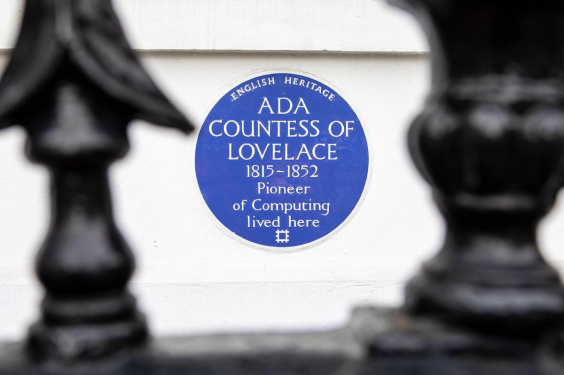 ENGLISH HERITAGE
ADA
COUNTESS OF
LOVELACE
1815-1852
Pioneer
of Computing
lived here